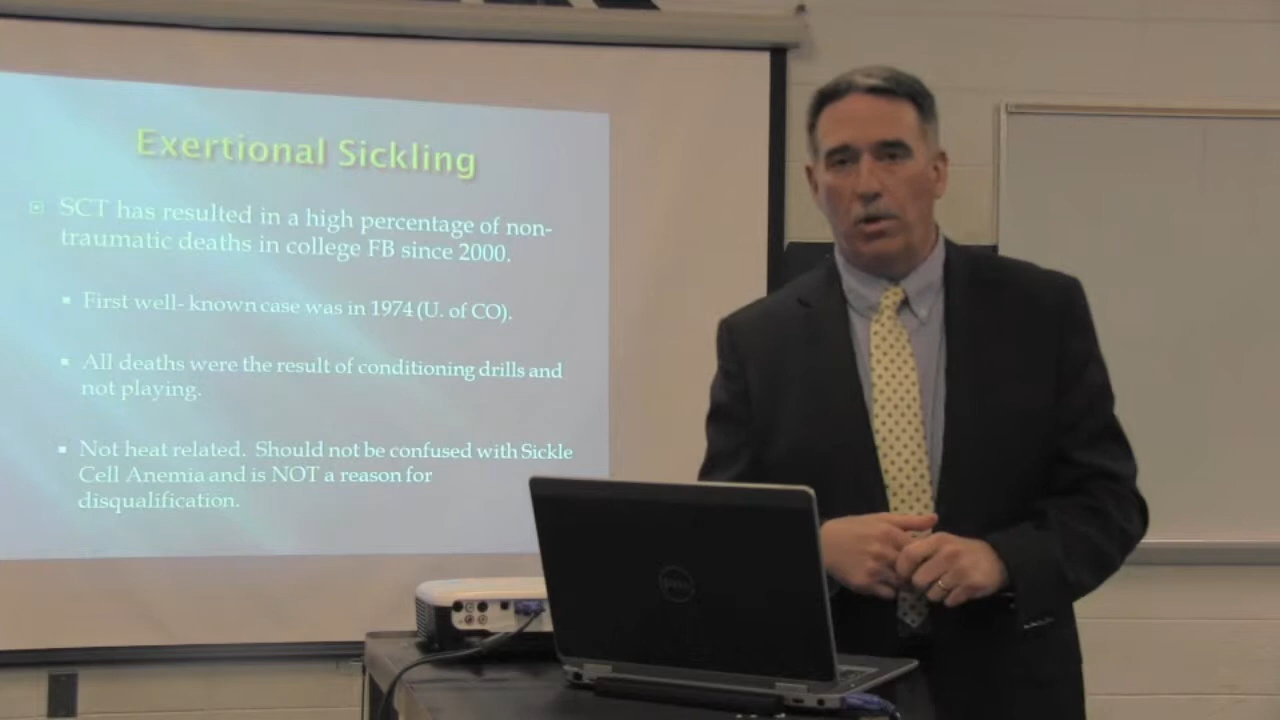 Exertional Sickling
SCT has resulted in a high percentage of non-
traumatic deaths in college FB since 2000.
First well- known case was in 1974 (U. of CO).
All deaths were the result of conditioning drills and
not playing.
Not heat related. Should not be confused with Sickle
Cell Anemia and is NOT a reason for
disqualification.
DELL